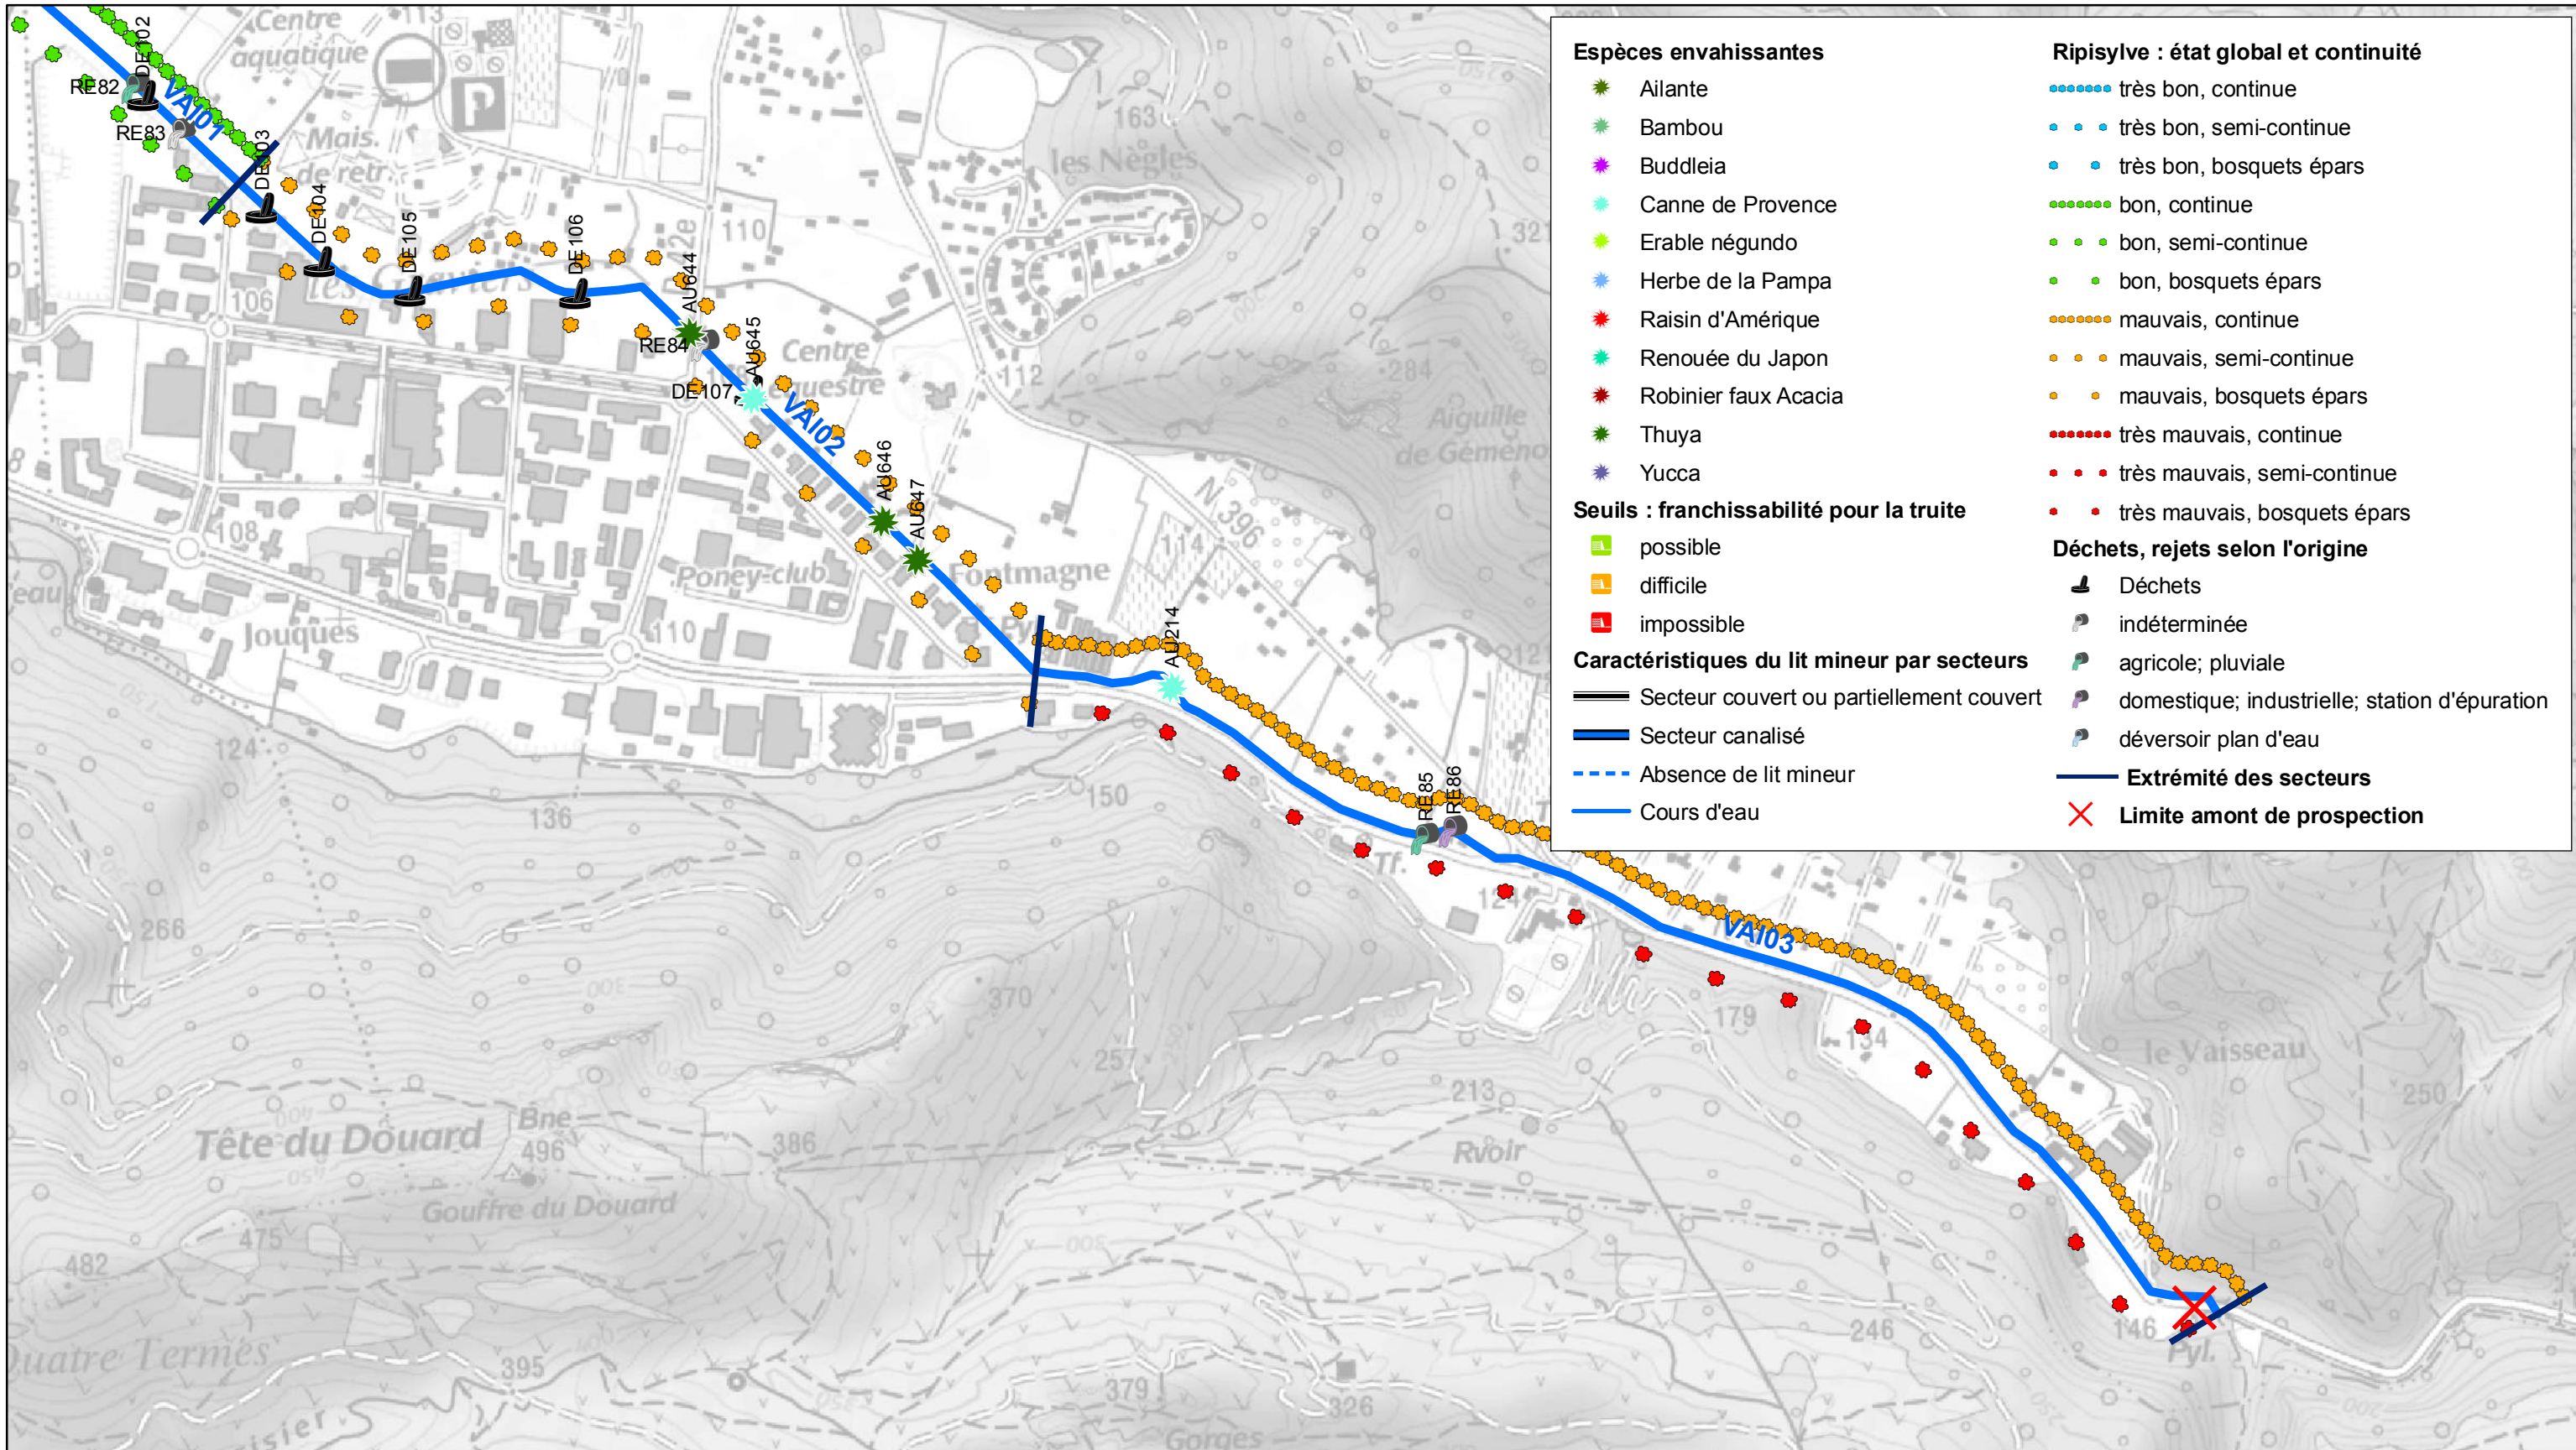 Espèces envahissantes
Ailante
Bambou
Buddleia
Canne de Provence
Erable négundo
Herbe de la Pampa
Raisin d'Amérique
Renouée du Japon
Robinier faux Acacia
Thuya
Yucca
Seuils : franchissabilité pour la truite
possible
difficile
impossible
Caractéristiques du lit mineur par secteurs
Secteur couvert ou partiellement couvert
Secteur canalisé
Absence de lit mineur
Cours d'eau
Ripisylve : état global et continuité
très bon, continue
très bon, semi-continue
très bon, bosquets épars
bon, continue
bon, semi-continue
bon, bosquets épars
mauvais, continue
mauvais, semi-continue
mauvais, bosquets épars
très mauvais, continue
très mauvais, semi-continue
très mauvais, bosquets épars
Déchets, rejets selon l'origine
Déchets
indéterminée
agricole; pluviale
domestique; industrielle; station d'épuration
déversoir plan d'eau
Extrémité des secteurs
Limite amont de prospection
Centre
aquatique
113
P
RE82
VAI01
RE83
Mais.
de retr.
DE104
DE105
DE106
106
163
les Nègles
110
321
AU644
RE84
AU645
Centre
DE107
VAI02
112
284
Aiguille
de Gémeno
AU646
AU647
N 396
114
108
Poney-club
Fontmagne
Jouques
110
AU214
124
136
150
RE85
RE86
Tf.
124
VAI03
266
300
370
179
134
257
213
le Vaisseau
250
Tête du Douard
Bne
496
386
Rvoir
Gouffre du Douard
475
482
Quatre Termes
395
379
326
246
146
Pyl.
Gorges